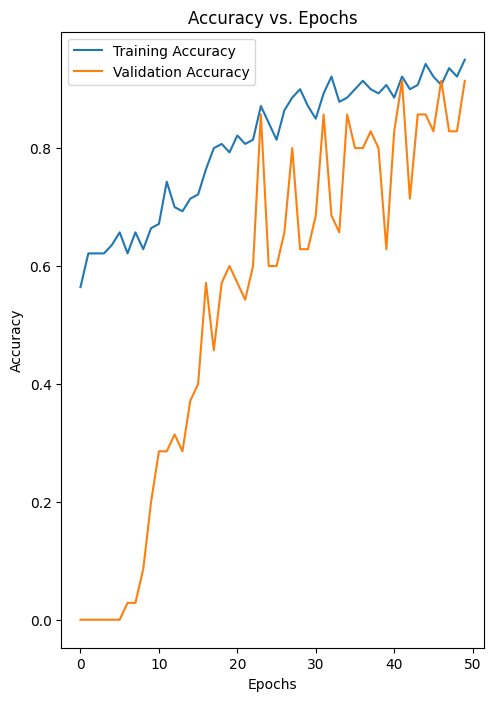 Accuracy vs. Epochs
Training Accuracy
Validation Accuracy
Accuracy
0.8
0.6
0.4
0.2
0.0
0 10 20 30 40 50
Epochs